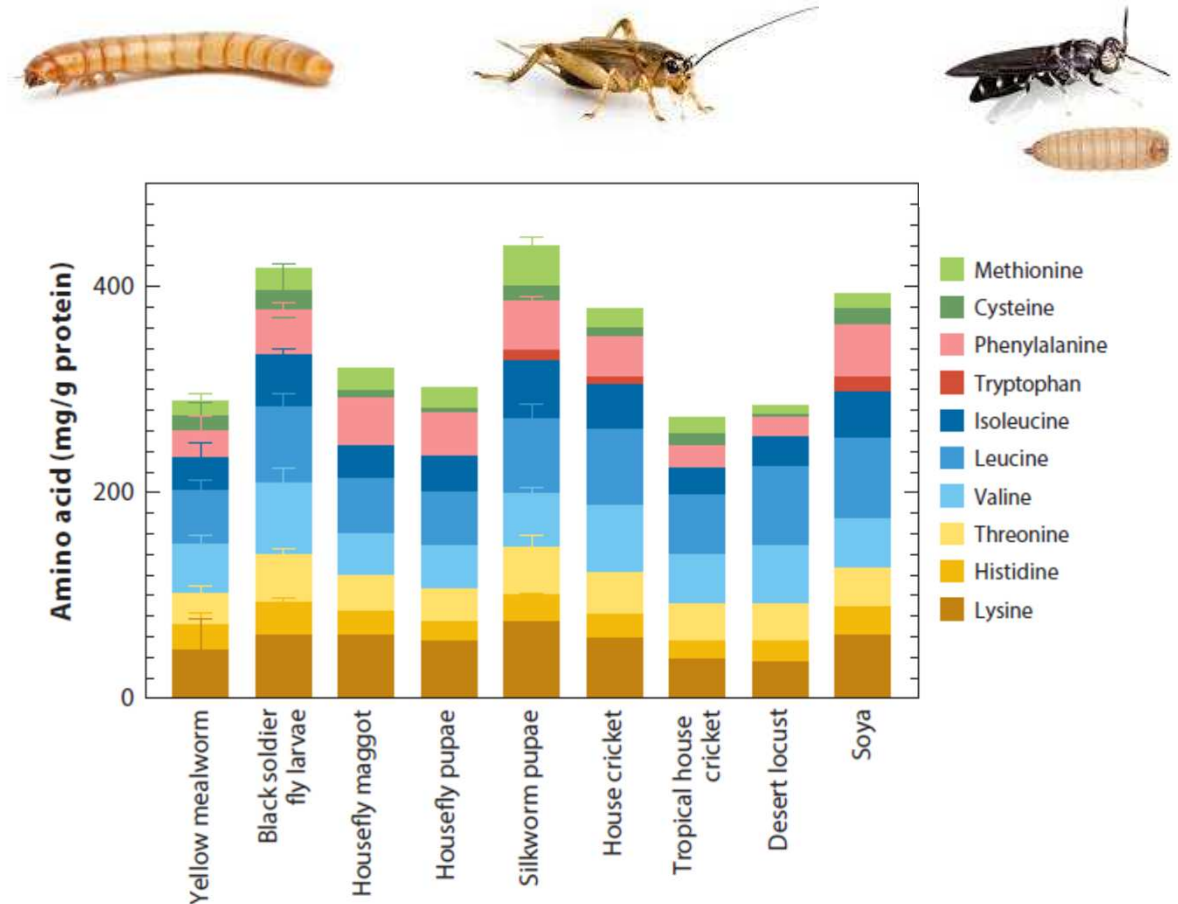 Amino acid (mg/g protein)
400
200
0
Methionine
Cysteine
Phenylalanine
Tryptophan
Isoleucine
Leucine
Valine
Threonine
Histidine
Lysine
Yellow mealworm
Black soldier
fly larvae
Housefly maggot
Housefly pupae
Silkworm pupae
House cricket
Tropical house
cricket
Desert locust
Soya